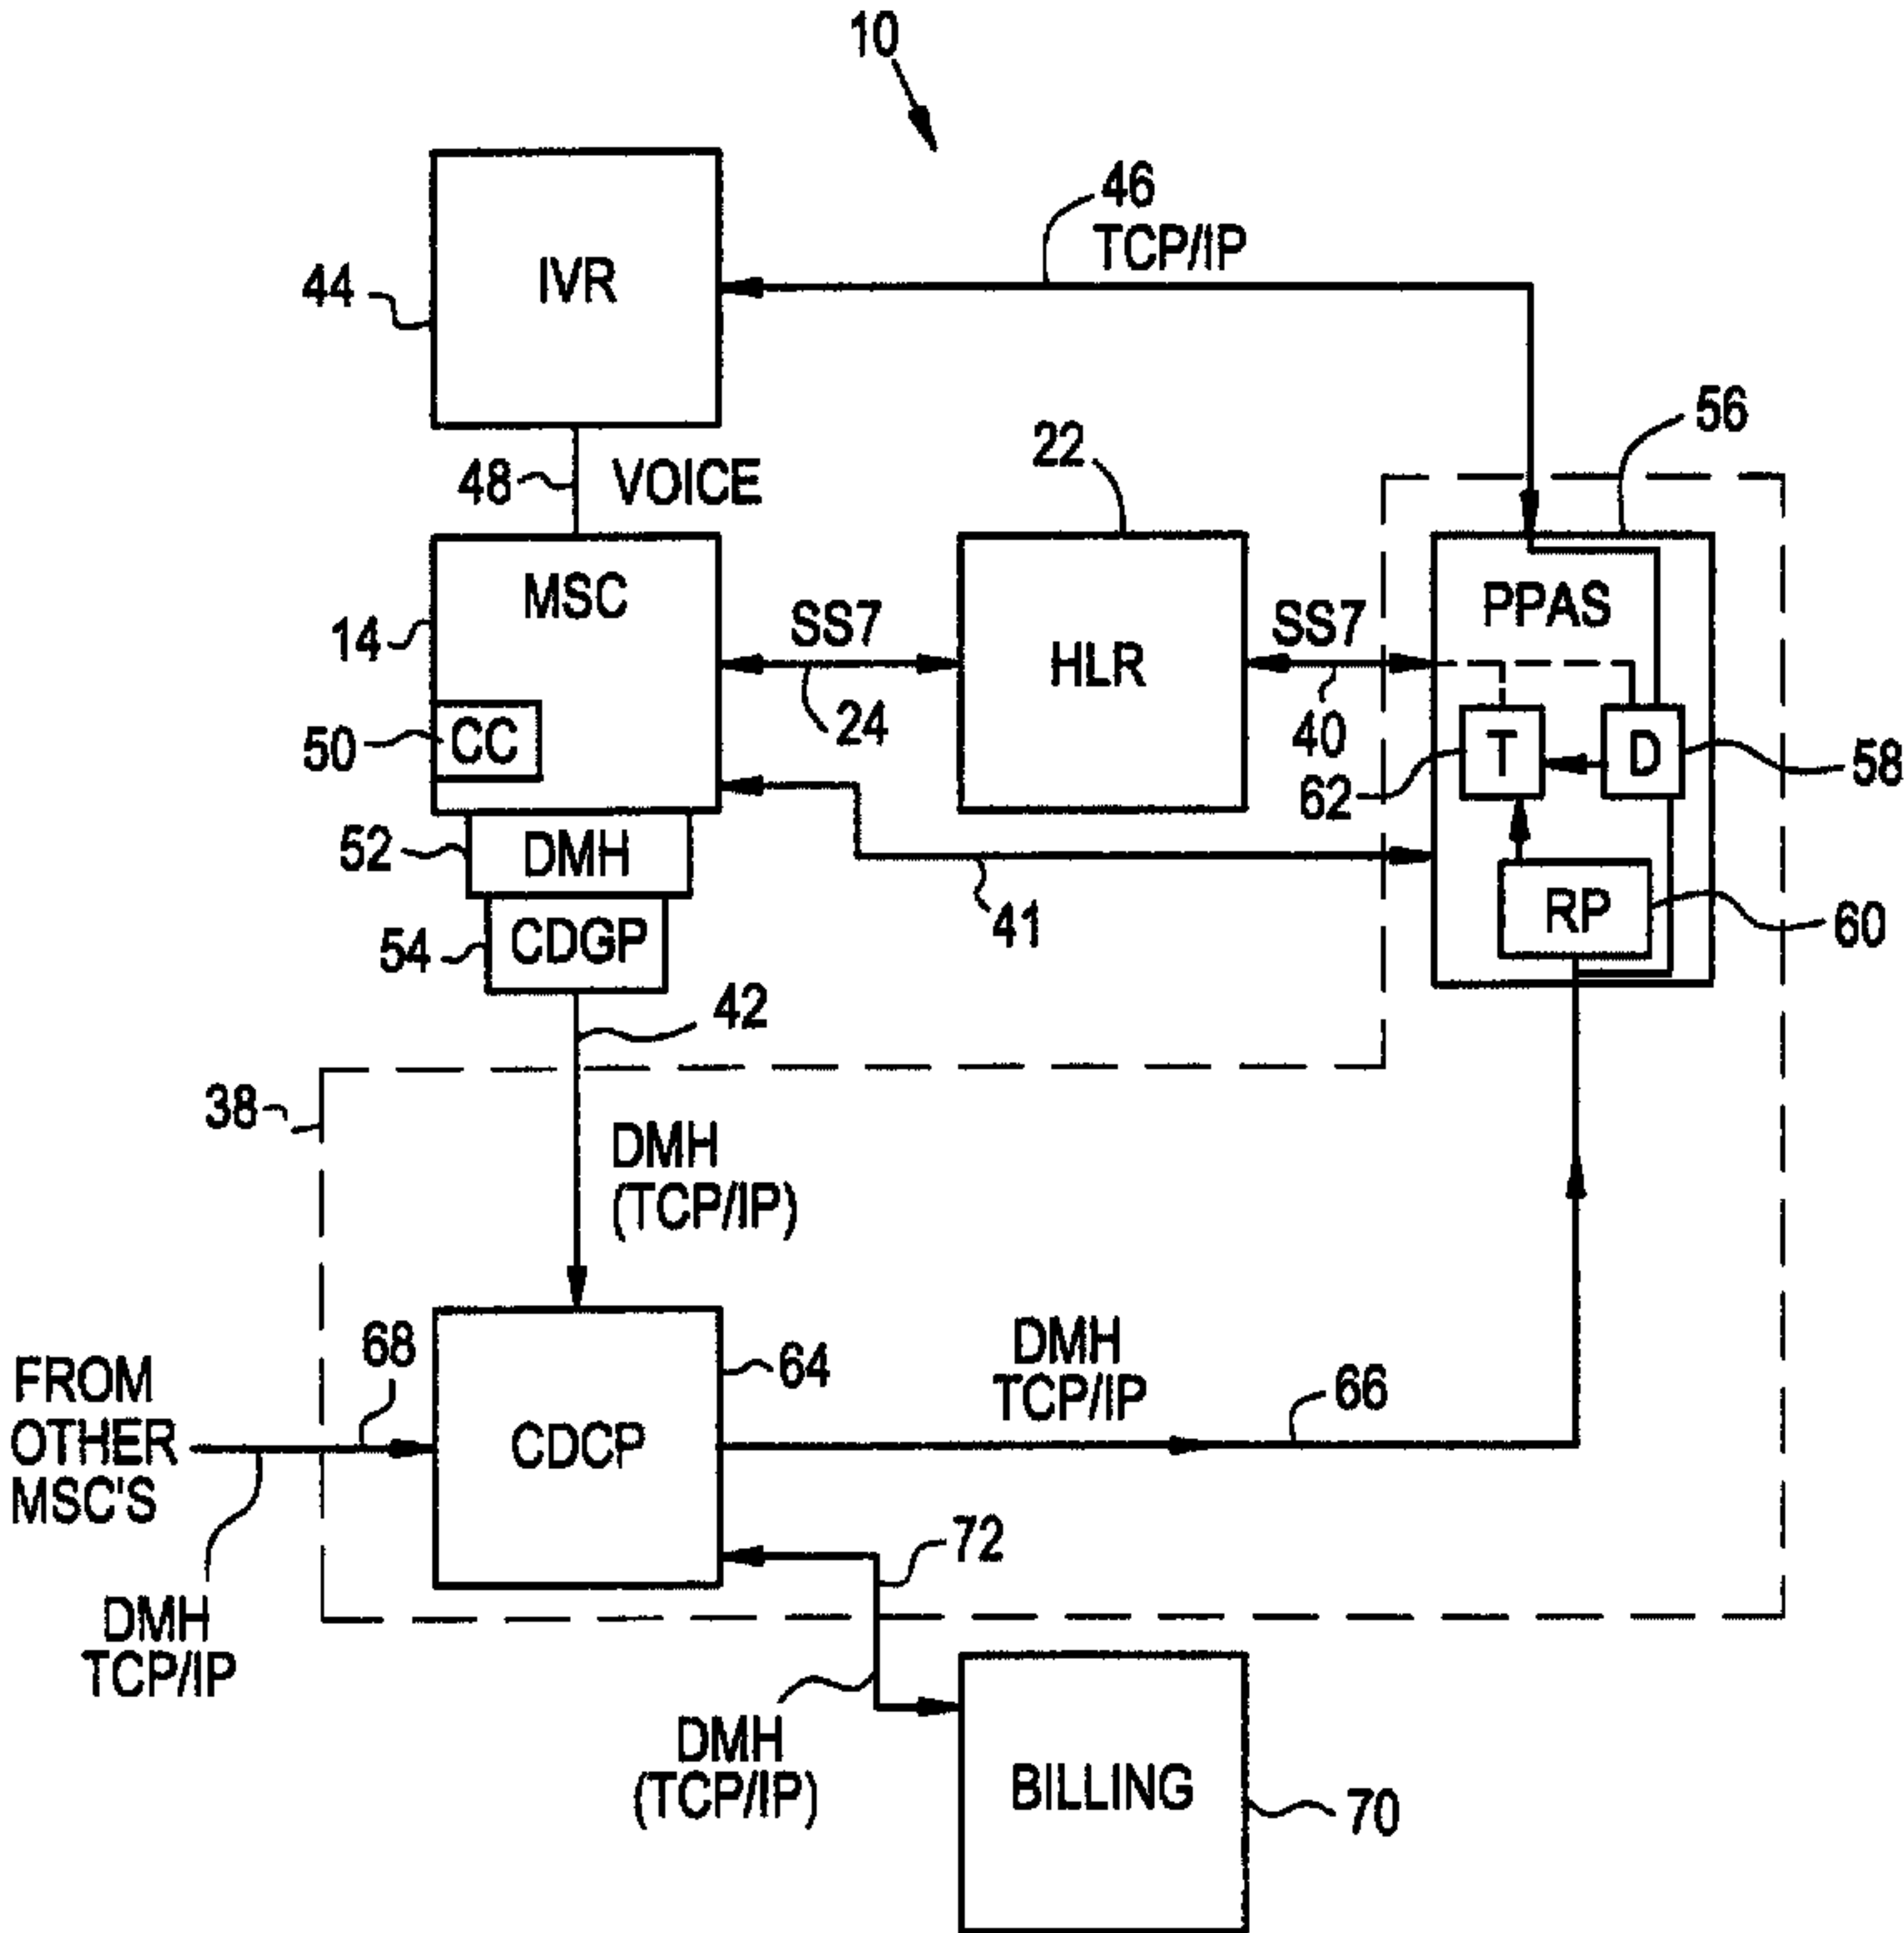 10
46
TCP/IP
IVR
44
56
22
48
VOICE
MSC
PPAS
SS7
SS7
14
HLR
24
40
50
CC
T
D
58
62
52
DMH
RP
60
41
54
CDGP
42
38
DMH
(TCP/IP)
68
64
DMH
TCP/IP
66
FROM
OTHER
MSC'S
CDCP
72
DMH
TCP/IP
DMH
(TCP/IP)
BILLING
70